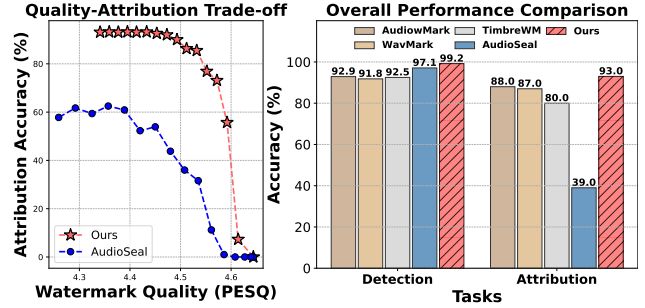 Quality-Attribution Trade-off
Attribution Accuracy (%)
80
60
40
20
0
Ours
AudioSeal
4.3 4.4 4.5 4.6
Watermark Quality (PESQ)
Overall Performance Comparison
AudiowMark TimbreWM Ours
WavMark AudioSeal
Accuracy (%)
100
80
60
40
20
0
92.9 91.8 92.5 97.1 99.2
88.0 87.0 80.0 39.0 93.0
Detection Attribution
Tasks